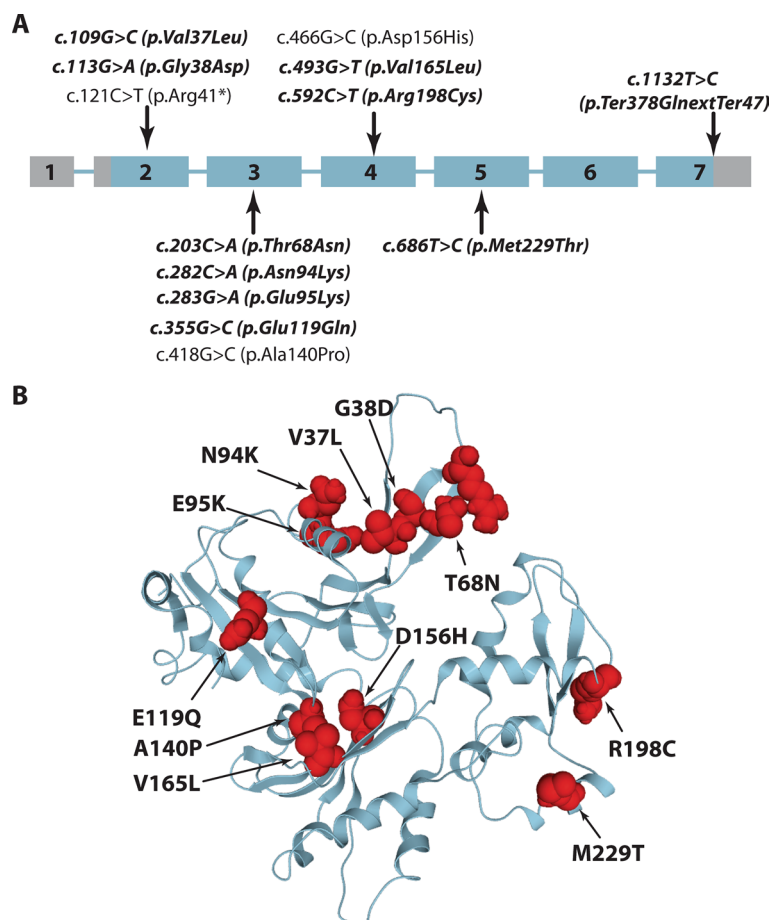 A
c.109G>C (p.Val37Leu)
c.113G>A (p.Gly38Asp)
c.121C>T (p.Arg41*)
c.466G>C (p.Asp156His)
c.493G>T (p.Val165Leu)
c.592C>T (p.Arg198Cys)
c.1132T>C
(p.Ter378GlnextTer47)
1 2 3 4 5 6 7
c.203C>A (p.Thr68Asn)
c.282C>A (p.Asn94Lys)
c.283G>A (p.Glu95Lys)
c.355G>C (p.Glu119Gln)
c.418G>C (p.Ala140Pro)
c.686T>C (p.Met229Thr)
B
G38D
V37L
N94K
E95K
T68N
D156H
E119Q
A140P
V165L
R198C
M229T